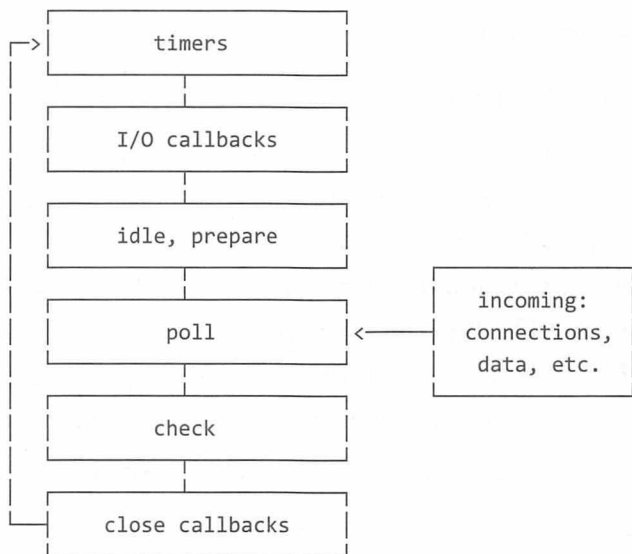 timers
I/O callbacks
idle, prepare
poll
incoming:
connections,
data, etc.
check
close callbacks